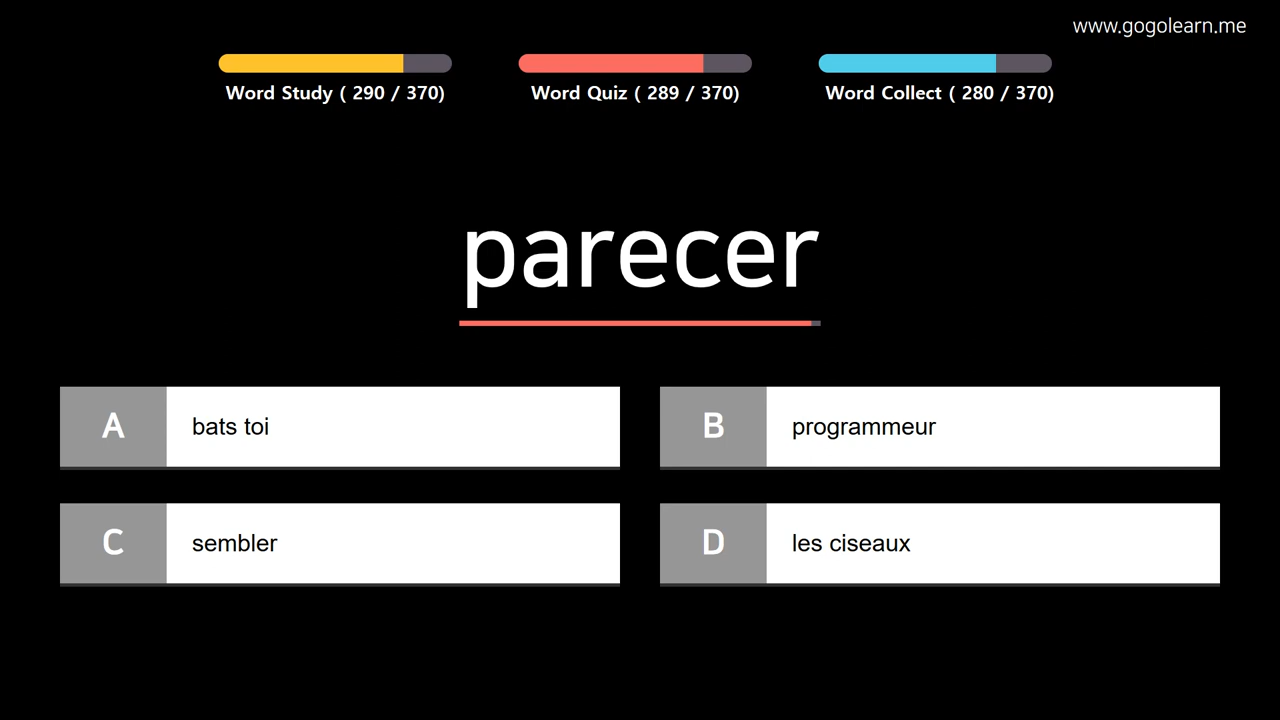 www.gogolearn.me
Word Study ( 290 / 370)
Word Quiz ( 289 / 370)
Word Collect ( 280 / 370)
parecer
A bats toi
B programmeur
C sembler
D les ciseaux